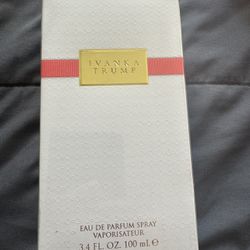 IVANKA
TRUMP
EAU DE PARFUM SPRAY
VAPORISATEUR
3.4 FL. OZ. 100 ml. e